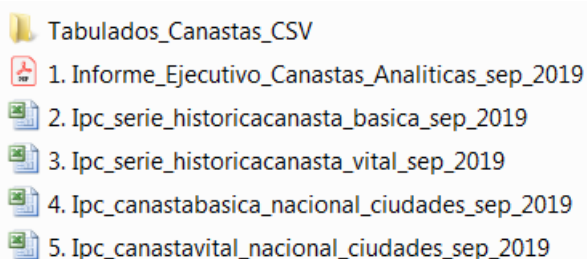 Tabulados_Canastas_CSV
1. Informe_Ejecutivo_Canastas_Analiticas_sep_2019
2. Ipc_serie_historicacanasta_basica_sep_2019
3. Ipc_serie_historicacanasta_vital_sep_2019
4. Ipc_canastabasica_nacional_ciudades_sep_2019
5. Ipc_canastavital_nacional_ciudades_sep_2019